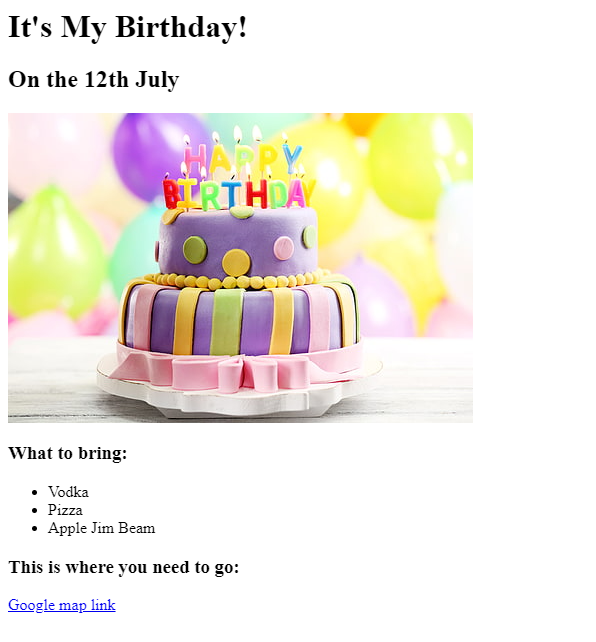 It's My Birthday!
On the 12th July
HAPPY
BIRTHDAY
What to bring:
Vodka
Pizza
Apple Jim Beam
This is where you need to go:
Google map link